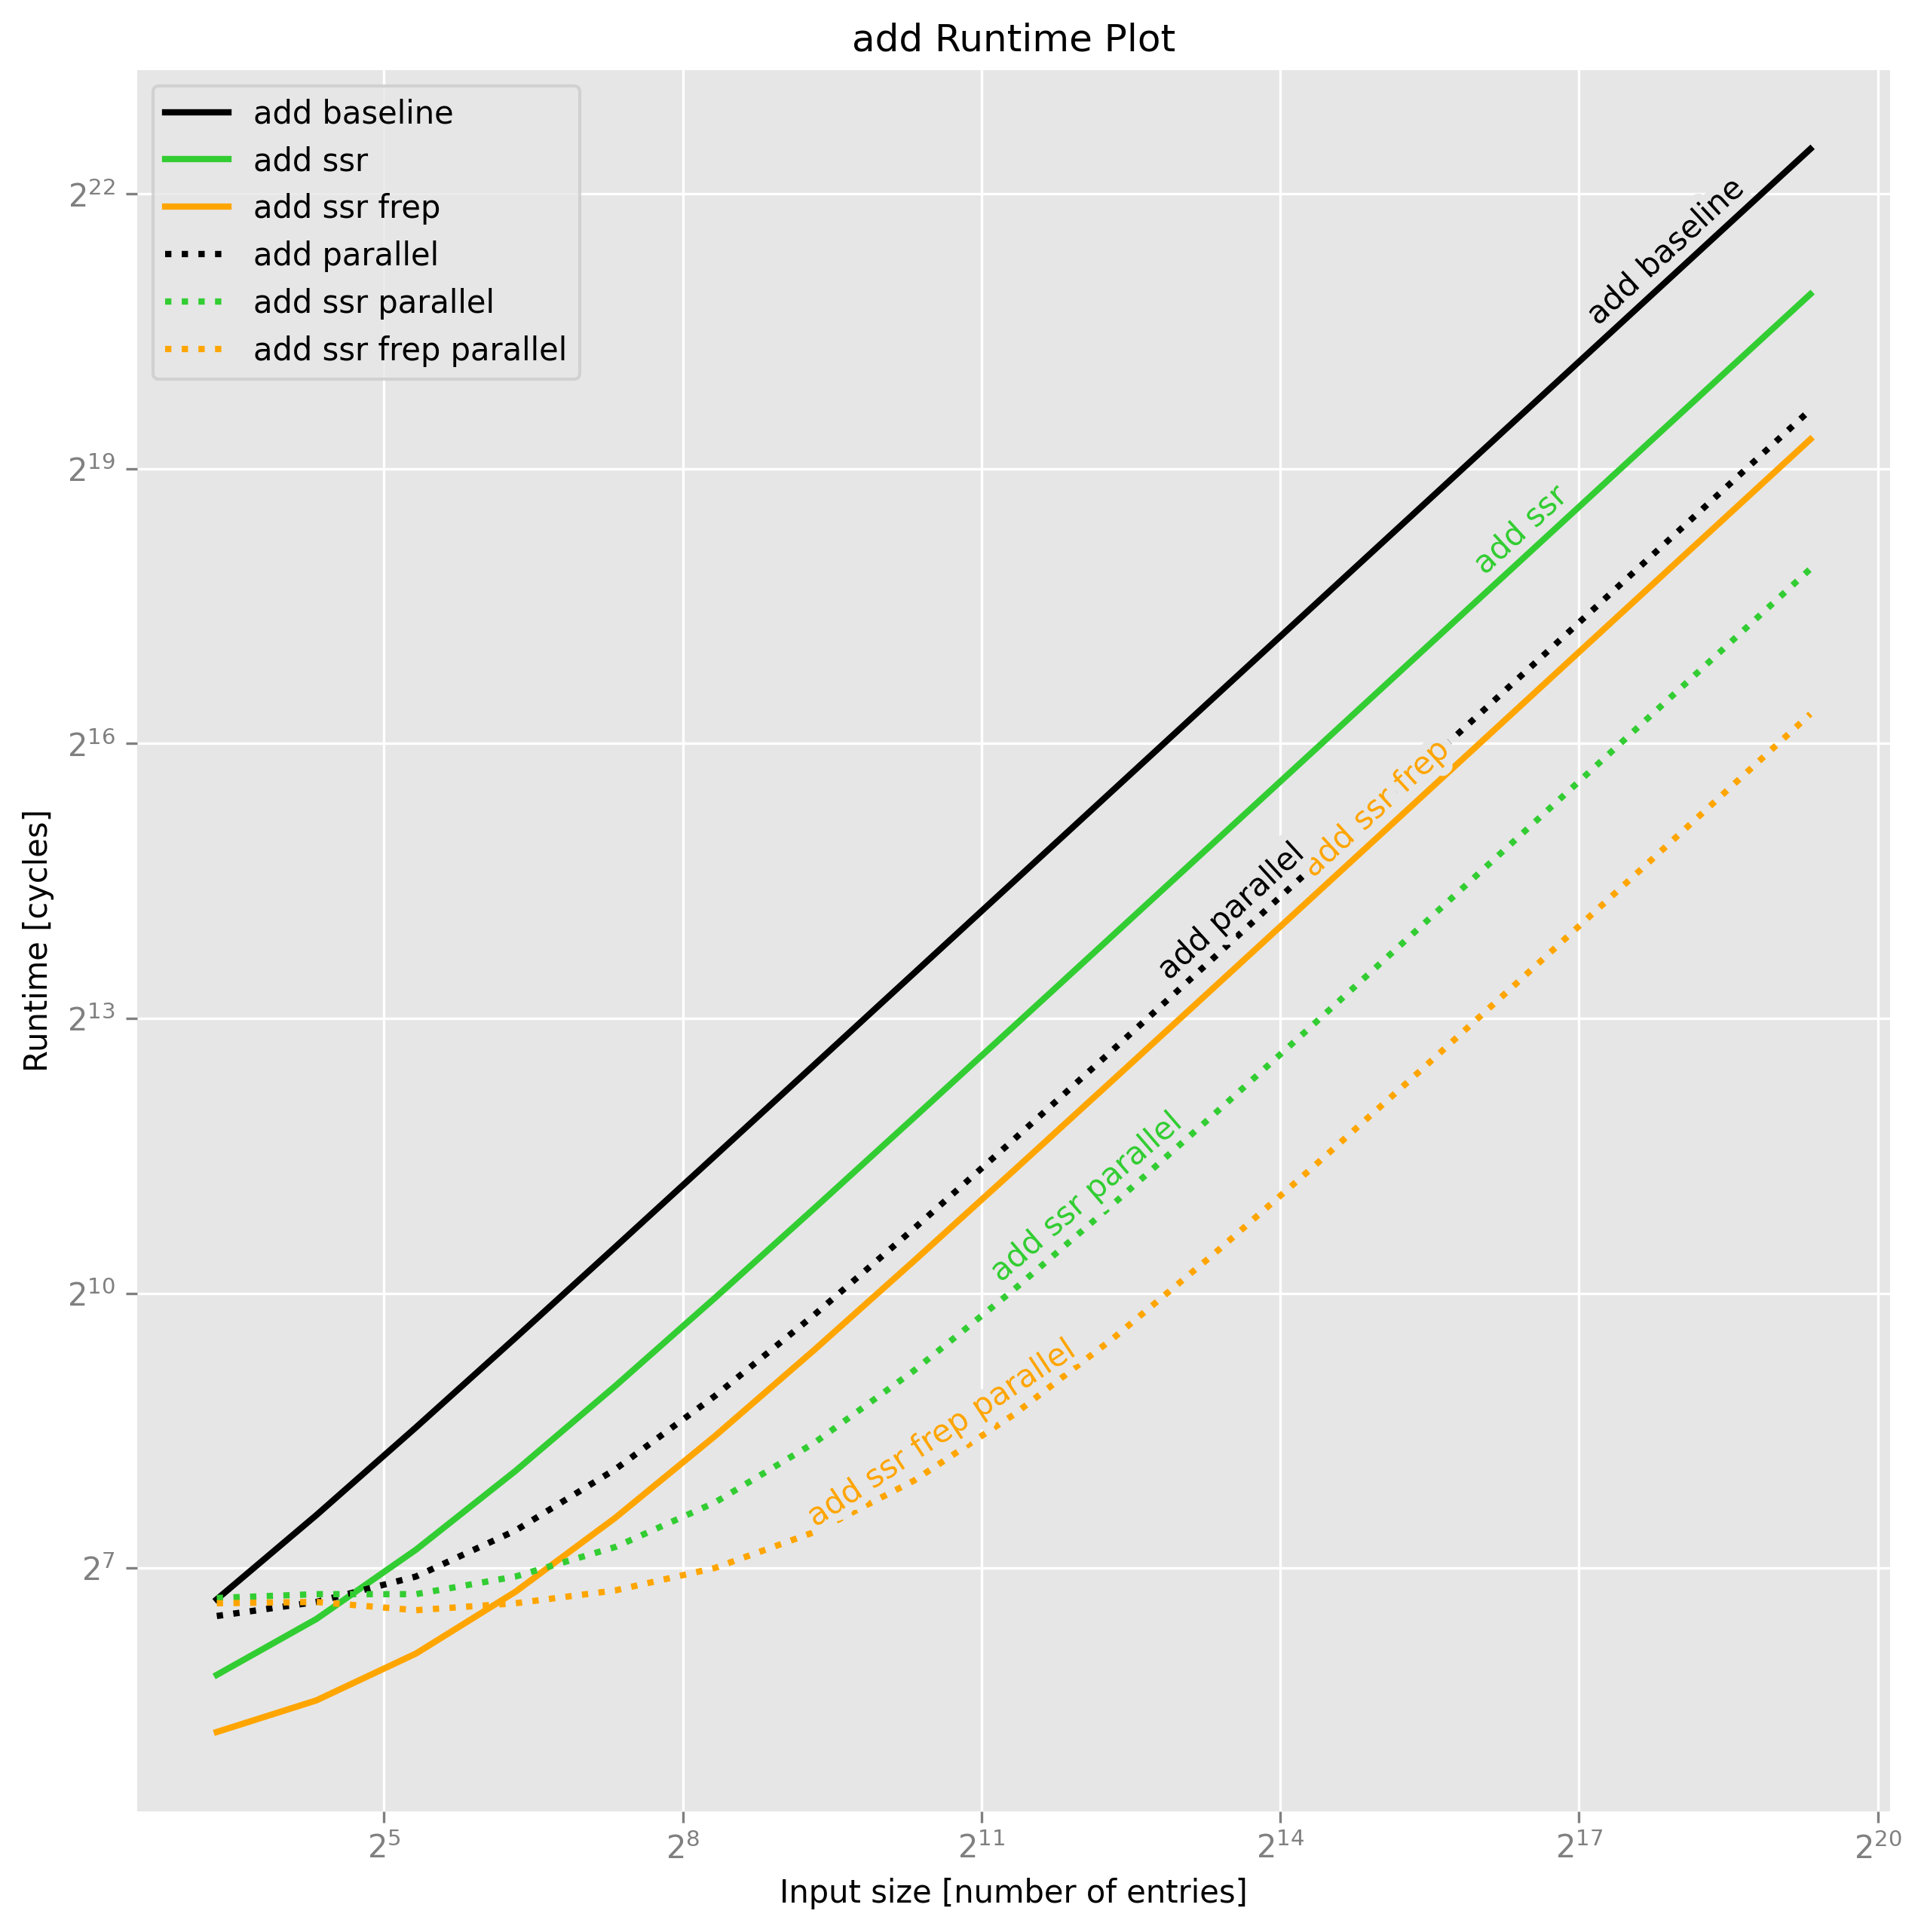 add Runtime Plot
add baseline
add ssr
add ssr frep
add parallel
add ssr parallel
add ssr frep parallel
2^22
2^19
2^16
2^13
2^10
2^7
Runtime [cycles]
add baseline
add ssr
add ssr frep
add parallel
add ssr parallel
add ssr frep parallel
2^5
2^8
2^11
2^14
2^17
2^20
Input size [number of entries]